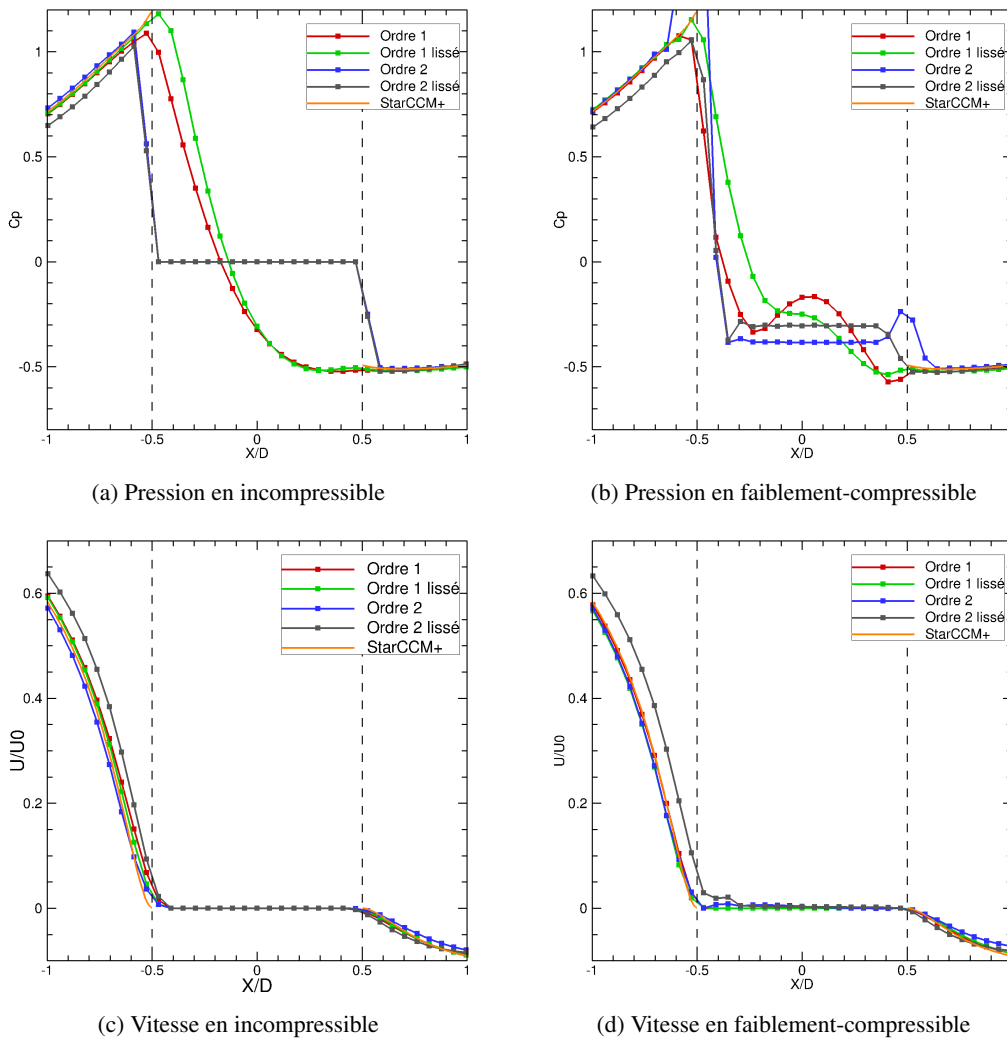 Ordre 1
Ordre 1 lissé
Ordre 2
Ordre 2 lissé
StarCCM+
1
0.5
0
-0.5
Cp
-1
-0.5
0
0.5
1
X/D
(a) Pression en incompressible
Ordre 1
Ordre 1 lissé
Ordre 2
Ordre 2 lissé
StarCCM+
1
0.5
0
-0.5
Cp
-1
-0.5
0
0.5
X/D
(b) Pression en faiblement-compressible
Ordre 1
Ordre 1 lissé
Ordre 2
Ordre 2 lissé
StarCCM+
0.6
0.4
0.2
0
U/U0
-1
-0.5
0
0.5
1
X/D
(c) Vitesse en incompressible
Ordre 1
Ordre 1 lissé
Ordre 2
Ordre 2 lissé
StarCCM+
0.6
0.4
0.2
0
U/U0
-1
-0.5
0
0.5
X/D
(d) Vitesse en faiblement-compressible